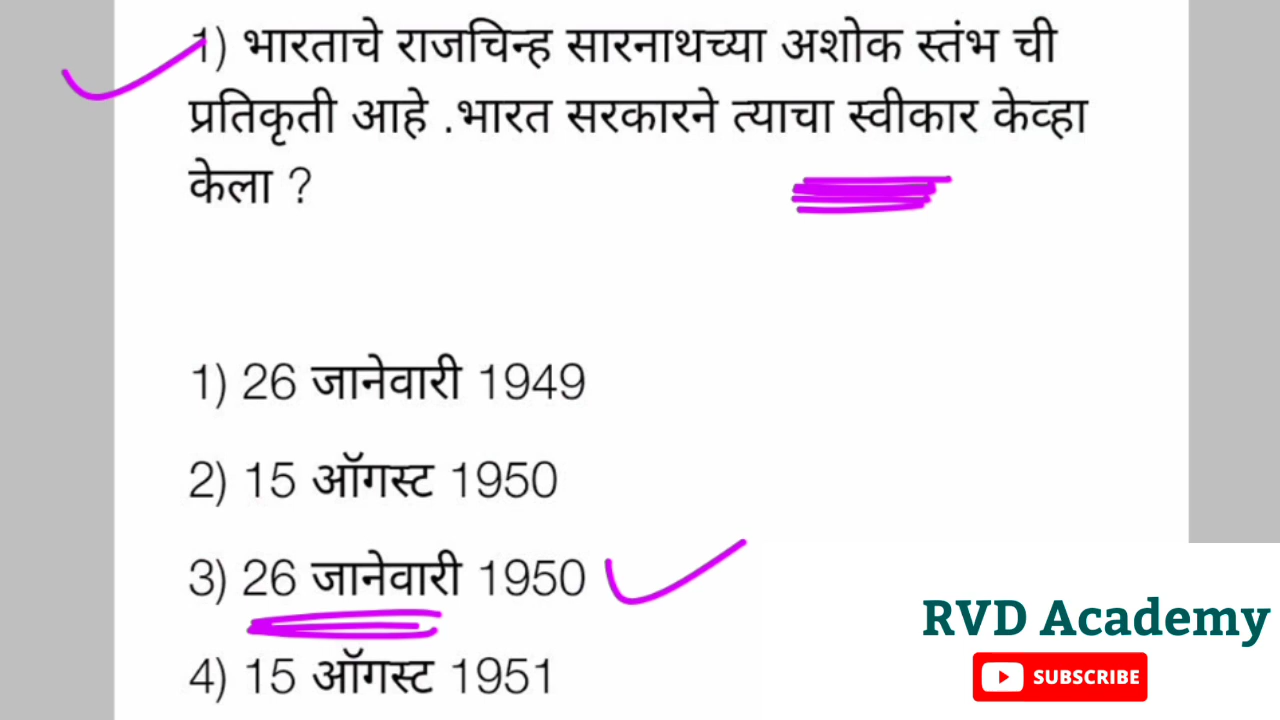 1) भारताचे राजचिन्ह सारनाथच्या अशोक स्तंभ ची
प्रतिकृती आहे .भारत सरकारने त्याचा स्वीकार केव्हा
केला ?
1) 26 जानेवारी 1949
2) 15 ऑगस्ट 1950
3) 26 जानेवारी 1950
4) 15 ऑगस्ट 1951
RVD Academy
SUBSCRIBE